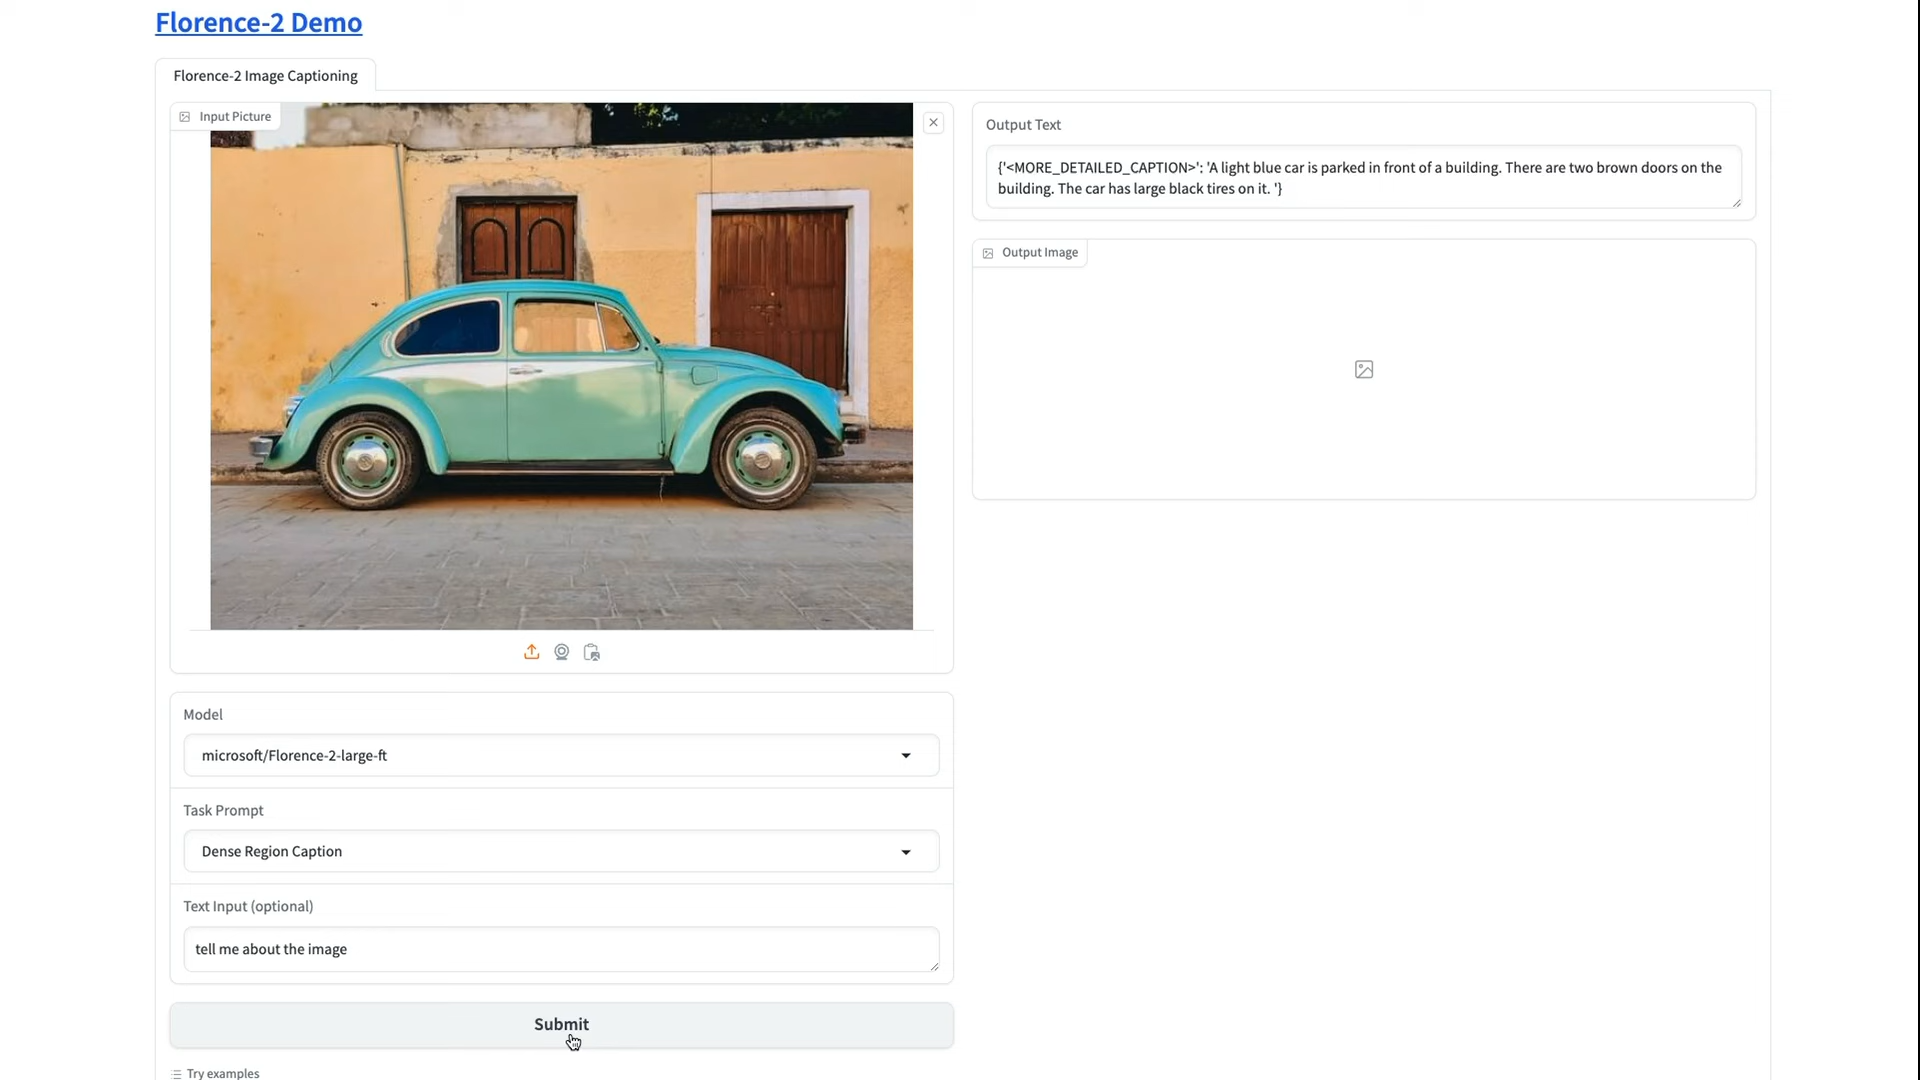 Florence-2 Demo
Florence-2 Image Captioning
Input Picture
Output Text
{'<MORE_DETAILED_CAPTION>': 'A light blue car is parked in front of a building. There are two brown doors on the
building. The car has large black tires on it. '}
Output Image
Model
microsoft/Florence-2-large-ft
Task Prompt
Dense Region Caption
Text Input (optional)
tell me about the image
Submit
Try examples